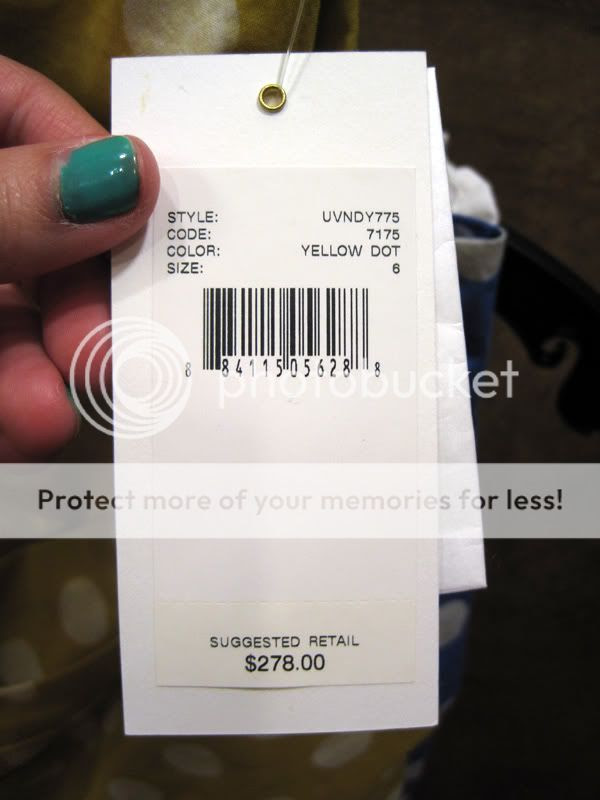 STYLE: UVNDY775
CODE: 7175
COLOR: YELLOW DOT
SIZE: 6
8 84115 05628 8
photobucket
Protect more of your memories for less!
SUGGESTED RETAIL
$278.00